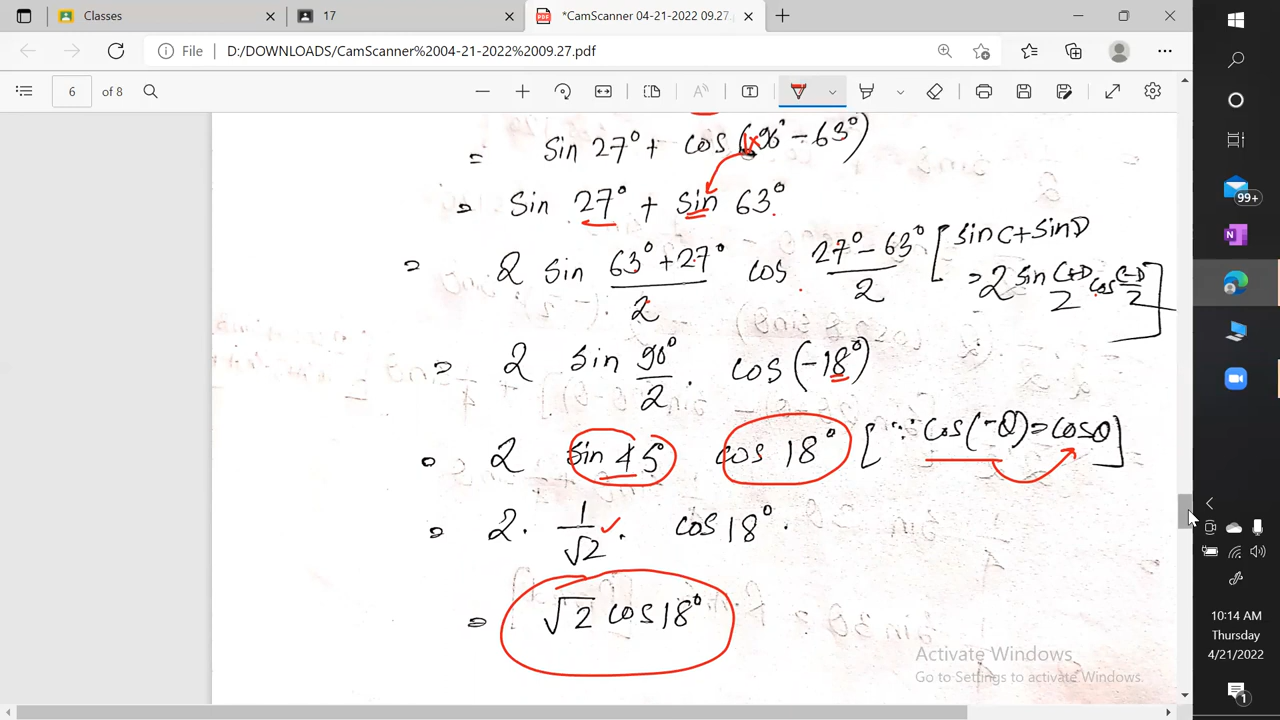 Classes
17
*CamScanner 04-21-2022 09.27.
File D:/DOWNLOADS/CamScanner%2004-21-2022%2009.27.pdf
6 of 8
= Sin 27° + cos (90° - 63°)
= Sin 27° + sin 63°
= 2 sin (63° + 27°)/2 cos (27° - 63°)/2 [sin C + sin D
= 2 sin (C+D)/2 cos (C-D)/2]
= 2 sin 90°/2 . cos (-18°)
= 2 sin 45° cos 18° [∵ cos(-θ) = cosθ]
= 2 . 1/√2 . cos 18° .
= √2 cos 18°
Activate Windows
Go to Settings to activate Windows.
99+
10:14 AM
Thursday
4/21/2022
1